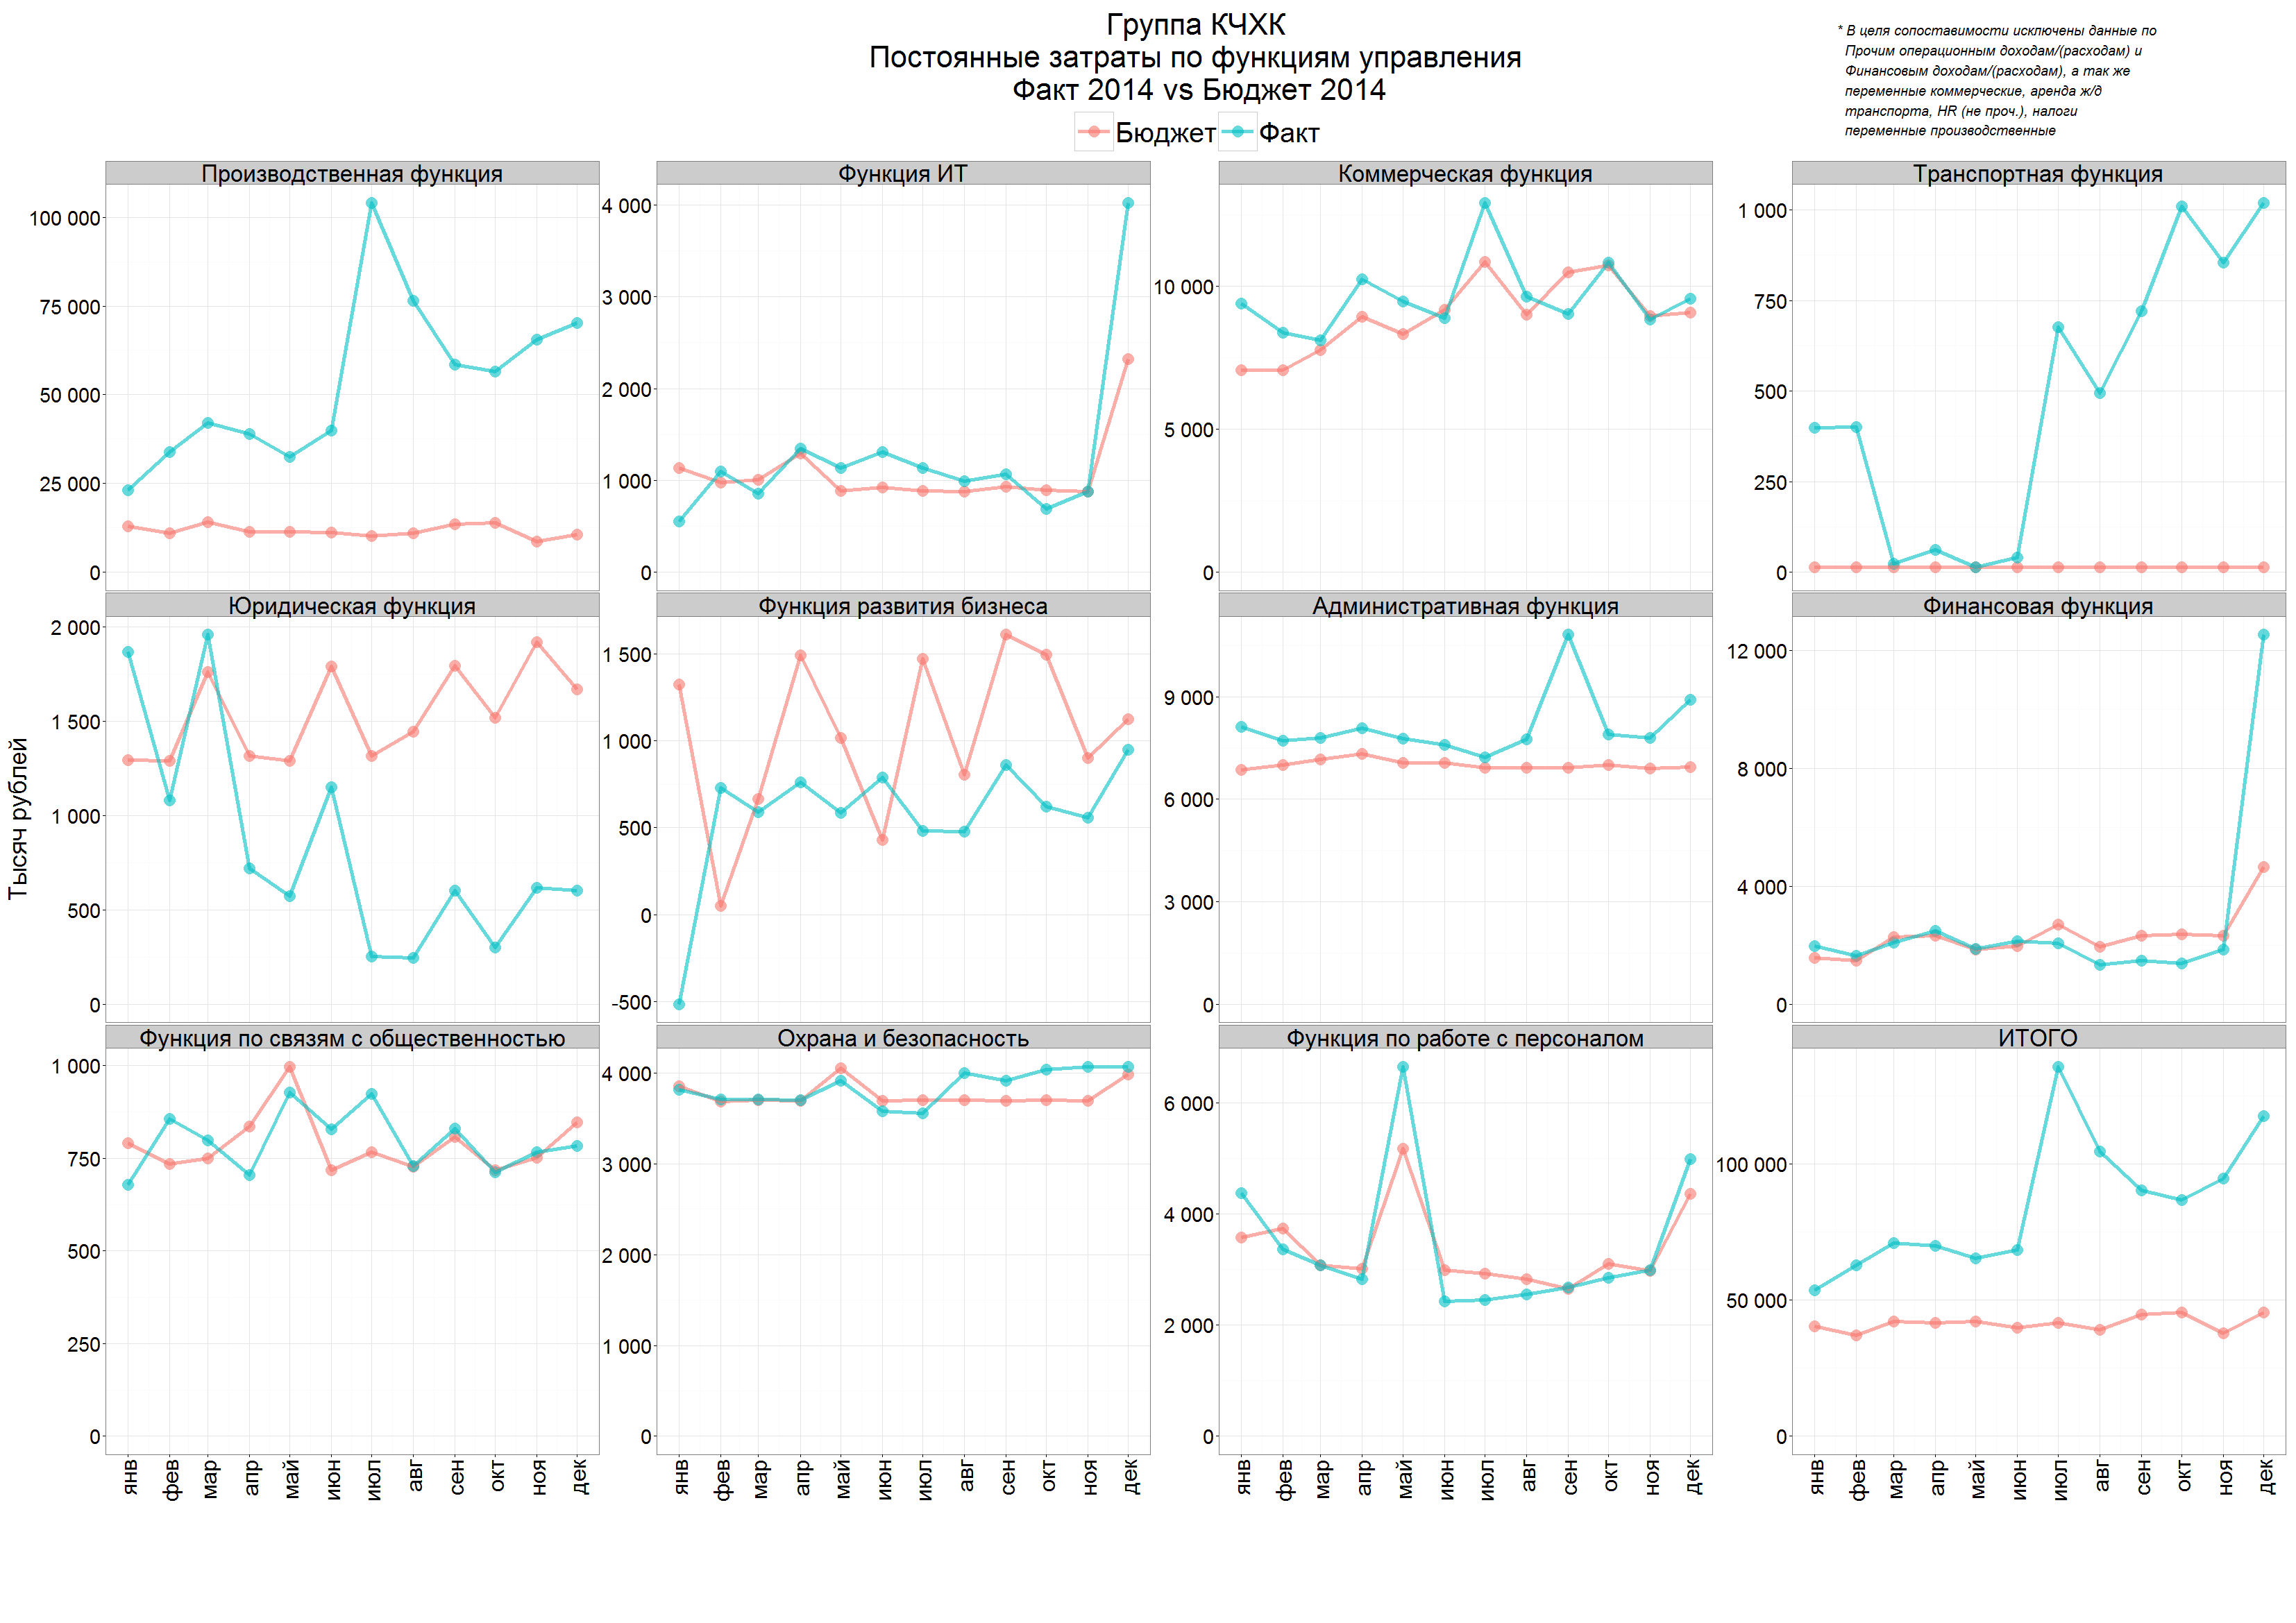 Группа КЧХК
Постоянные затраты по функциям управления
Факт 2014 vs Бюджет 2014
Бюджет Факт
* В целя сопоставимости исключены данные по
Прочим операционным доходам/(расходам) и
Финансовым доходам/(расходам), а так же
переменные коммерческие, аренда ж/д
транспорта, HR (не проч.), налоги
переменные производственные
Тысяч рублей
Производственная функция
100 000
75 000
50 000
25 000
0
Функция ИТ
4 000
3 000
2 000
1 000
0
Коммерческая функция
10 000
5 000
0
Транспортная функция
1 000
750
500
250
0
Юридическая функция
2 000
1 500
1 000
500
0
Функция развития бизнеса
1 500
1 000
500
0
-500
Административная функция
9 000
6 000
3 000
0
Финансовая функция
12 000
8 000
4 000
0
Функция по связям с общественностью
1 000
750
500
250
0
янв фев мар апр май июн июл авг сен окт ноя дек
Охрана и безопасность
4 000
3 000
2 000
1 000
0
янв фев мар апр май июн июл авг сен окт ноя дек
Функция по работе с персоналом
6 000
4 000
2 000
0
янв фев мар апр май июн июл авг сен окт ноя дек
ИТОГО
100 000
50 000
0
янв фев мар апр май июн июл авг сен окт ноя дек